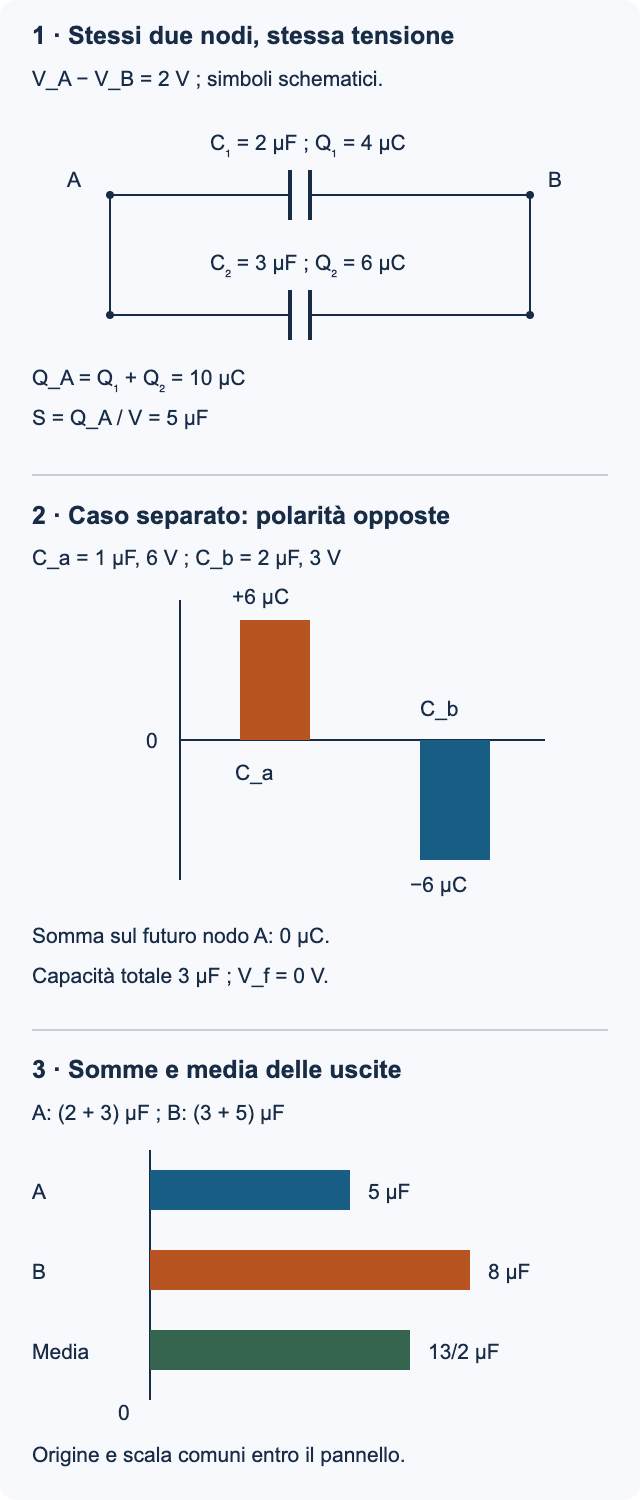 1 · Stessi due nodi, stessa tensione
V_A − V_B = 2 V ; simboli schematici.
C₁ = 2 µF ; Q₁ = 4 µC
A
B
C₂ = 3 µF ; Q₂ = 6 µC
Q_A = Q₁ + Q₂ = 10 µC
S = Q_A / V = 5 µF
2 · Caso separato: polarità opposte
C_a = 1 µF, 6 V ; C_b = 2 µF, 3 V
+6 µC
C_b
0
C_a
−6 µC
Somma sul futuro nodo A: 0 µC.
Capacità totale 3 µF ; V_f = 0 V.
3 · Somme e media delle uscite
A: (2 + 3) µF ; B: (3 + 5) µF
A 5 µF
B 8 µF
Media 13/2 µF
0
Origine e scala comuni entro il pannello.